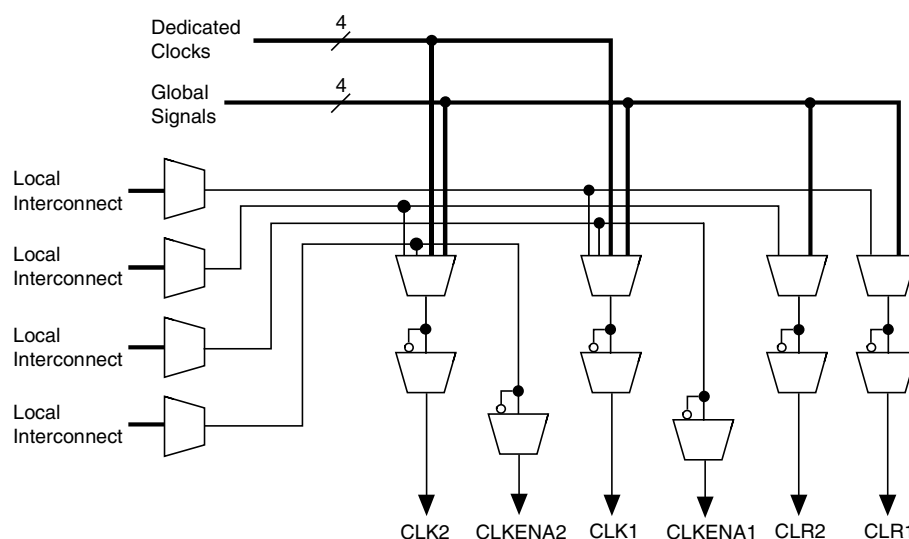 Dedicated
Clocks
4
Global
Signals
4
Local
Interconnect
Local
Interconnect
Local
Interconnect
Local
Interconnect
CLK2 CLKENA2 CLK1 CLKENA1 CLR2 CLR1